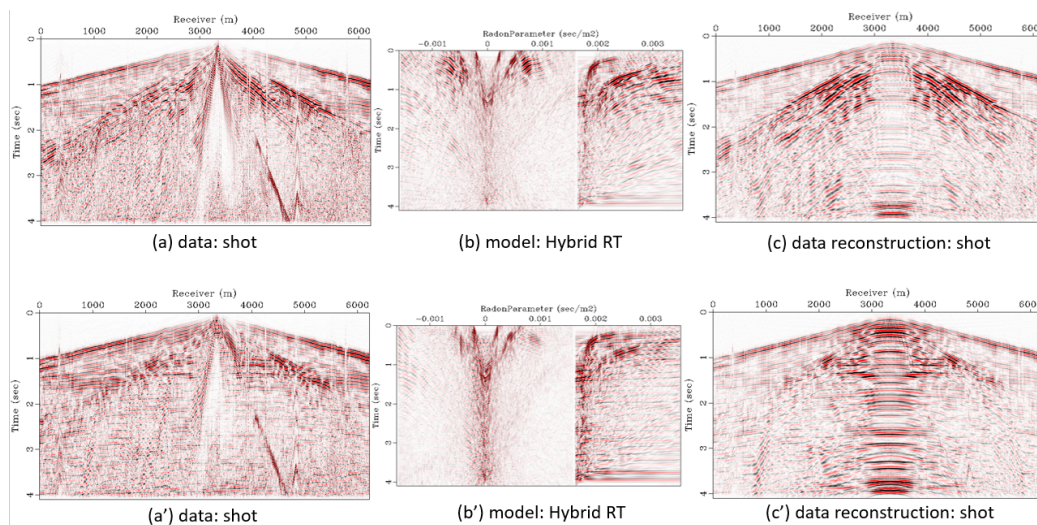 Receiver (m)
0 1000 2000 3000 4000 5000 6000
Time (sec)
0
1
2
3
4
(a) data: shot
RadonParameter (sec/m2)
-0.001 0 0.001 0.002 0.003
Time (sec)
0
1
2
3
4
(b) model: Hybrid RT
Receiver (m)
0 1000 2000 3000 4000 5000 6000
Time (sec)
0
1
2
3
4
(c) data reconstruction: shot
Receiver (m)
0 1000 2000 3000 4000 5000 6000
Time (sec)
0
1
2
3
4
(a') data: shot
RadonParameter (sec/m2)
-0.001 0 0.001 0.002 0.003
Time (sec)
0
1
2
3
4
(b') model: Hybrid RT
Receiver (m)
0 1000 2000 3000 4000 5000 6000
Time (sec)
0
1
2
3
4
(c') data reconstruction: shot